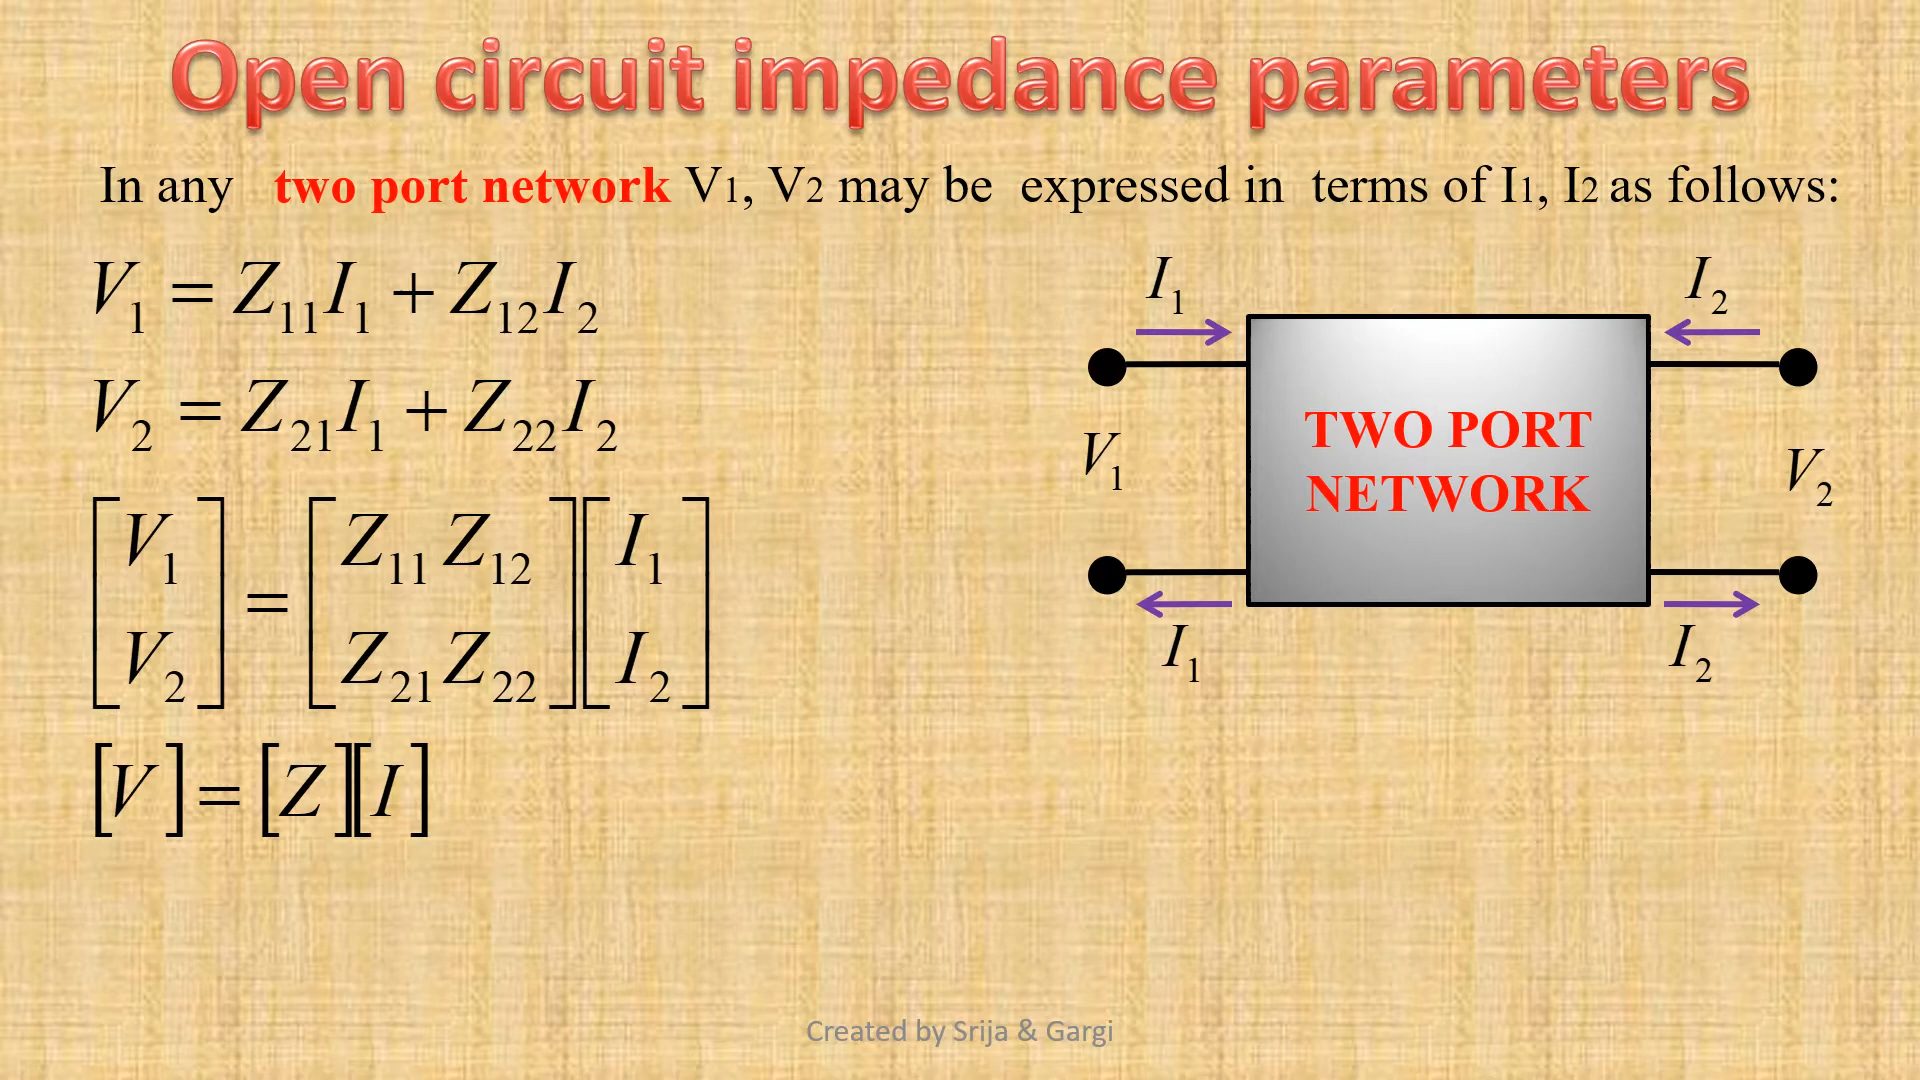 Open circuit impedance parameters
In any two port network V1, V2 may be expressed in terms of I1, I2 as follows:
V₁ = Z₁₁I₁ + Z₁₂I₂
V₂ = Z₂₁I₁ + Z₂₂I₂
[V₁ V₂] = [Z₁₁ Z₁₂ Z₂₁ Z₂₂] [I₁ I₂]
[V] = [Z][I]
I₁ I₂
TWO PORT
NETWORK
V₁ V₂
I₁ I₂
Created by Srija & Gargi